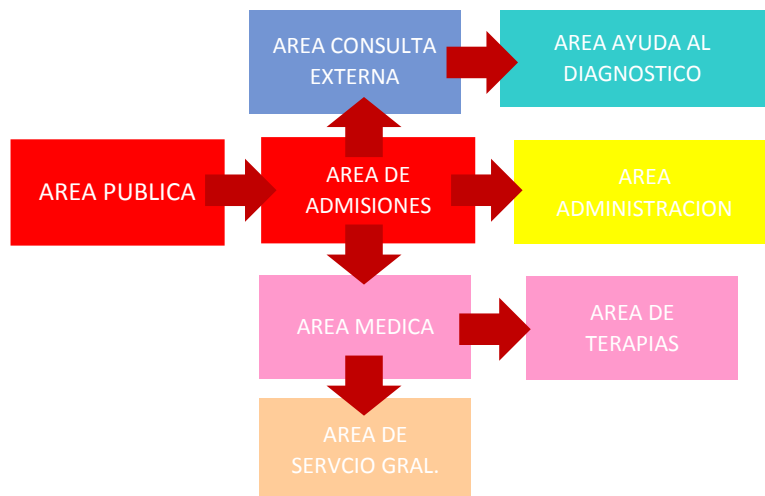 AREA CONSULTA
EXTERNA
AREA AYUDA AL
DIAGNOSTICO
AREA PUBLICA
AREA DE
ADMISIONES
AREA
ADMINISTRACION
AREA MEDICA
AREA DE
TERAPIAS
AREA DE
SERVCIO GRAL.